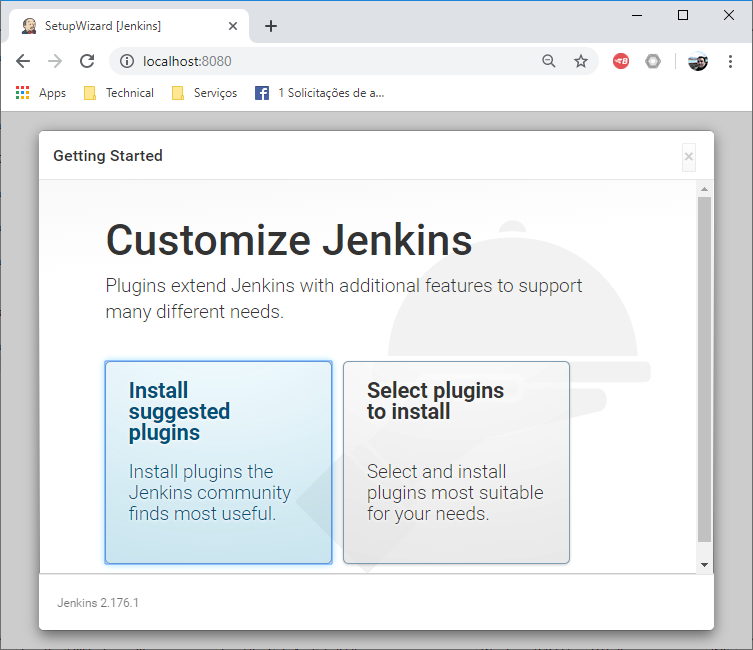 SetupWizard [Jenkins]
localhost:8080
Apps Technical Serviços 1 Solicitações de a...
Getting Started
Customize Jenkins
Plugins extend Jenkins with additional features to support
many different needs.
Install
suggested
plugins
Install plugins the
Jenkins community
finds most useful.
Select plugins
to install
Select and install
plugins most suitable
for your needs.
Jenkins 2.176.1